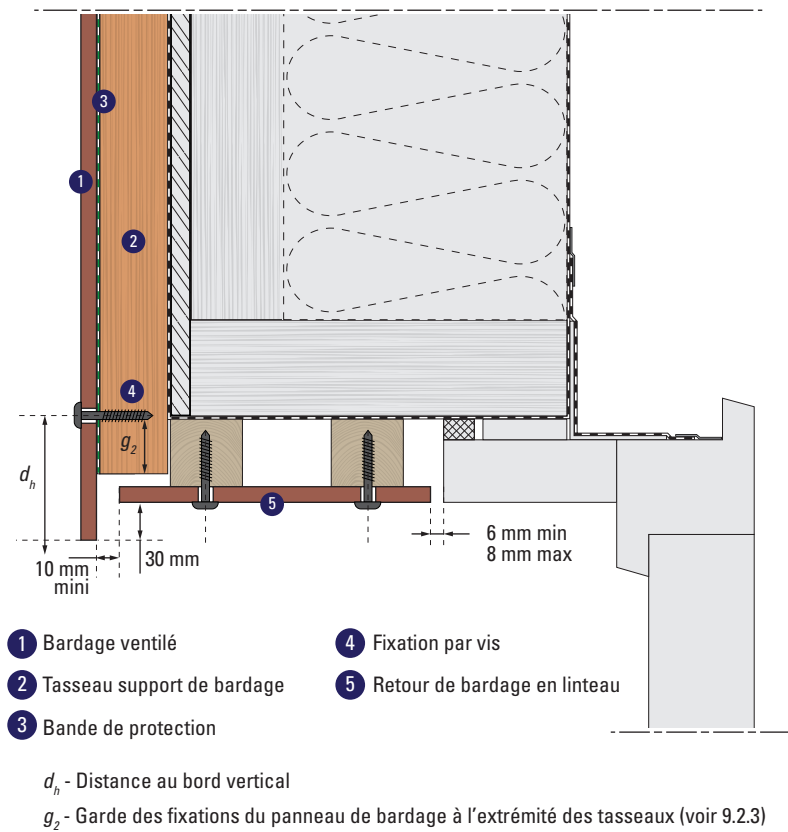 3
1
2
4
g2
dh
5
6 mm min
8 mm max
30 mm
10 mm
mini
1 Bardage ventilé
4 Fixation par vis
2 Tasseau support de bardage
5 Retour de bardage en linteau
3 Bande de protection
dh - Distance au bord vertical
g2 - Garde des fixations du panneau de bardage à l'extrémité des tasseaux (voir 9.2.3)